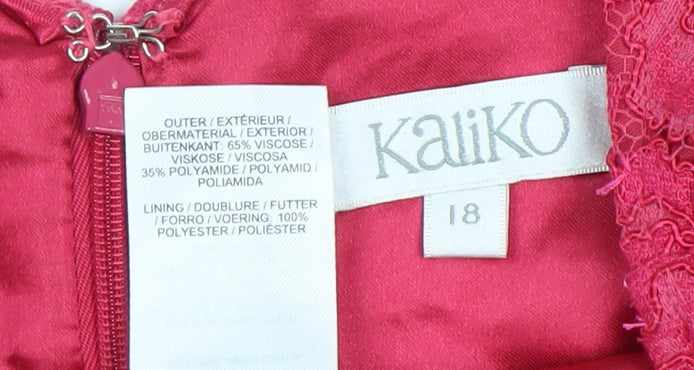 OUTER / EXTÉRIEUR /
OBERMATERIAL / EXTERIOR /
BUITENKANT: 65% VISCOSE /
VISKOSE / VISCOSA
35% POLYAMIDE / POLYAMID /
POLIAMIDA
LINING / DOUBLURE / FUTTER
/ FORRO / VOERING: 100%
POLYESTER / POLIÉSTER
KaliKO
18